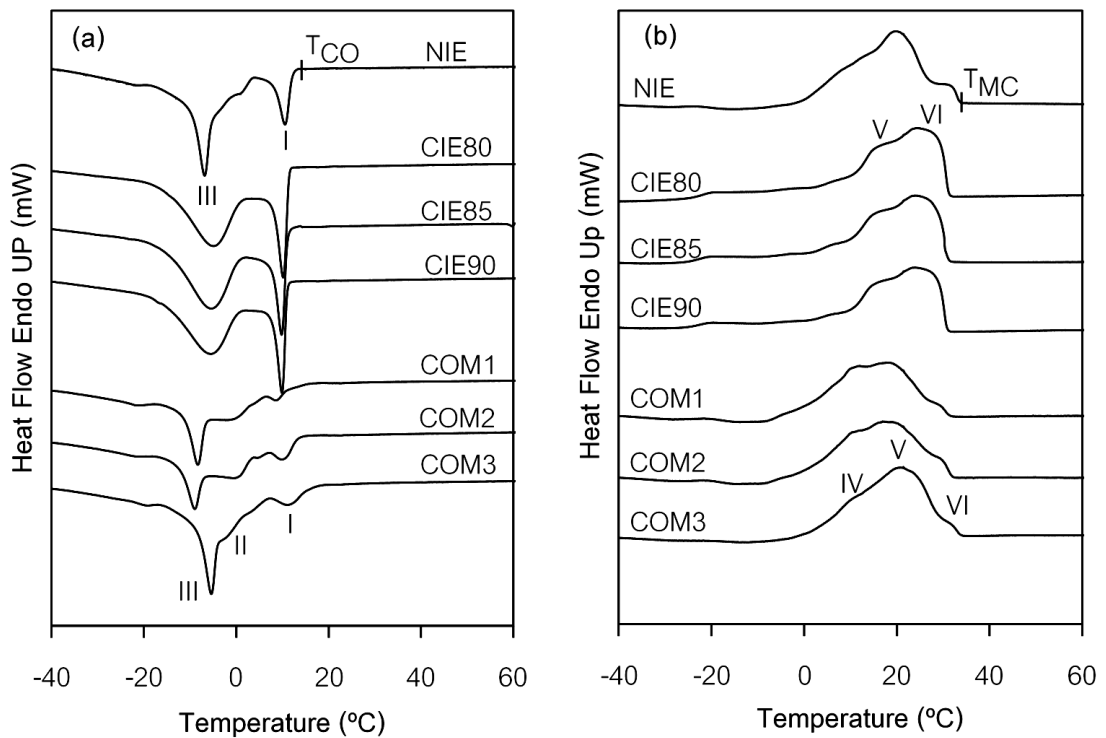 (a)
T_CO
NIE
I
III
CIE80
CIE85
CIE90
COM1
COM2
COM3
I
II
III
Heat Flow Endo UP (mW)
-40 -20 0 20 40 60
Temperature (ºC)
(b)
NIE
T_MC
V
VI
CIE80
CIE85
CIE90
COM1
COM2
V
IV
VI
COM3
Heat Flow Endo Up (mW)
-40 -20 0 20 40 60
Temperature (ºC)